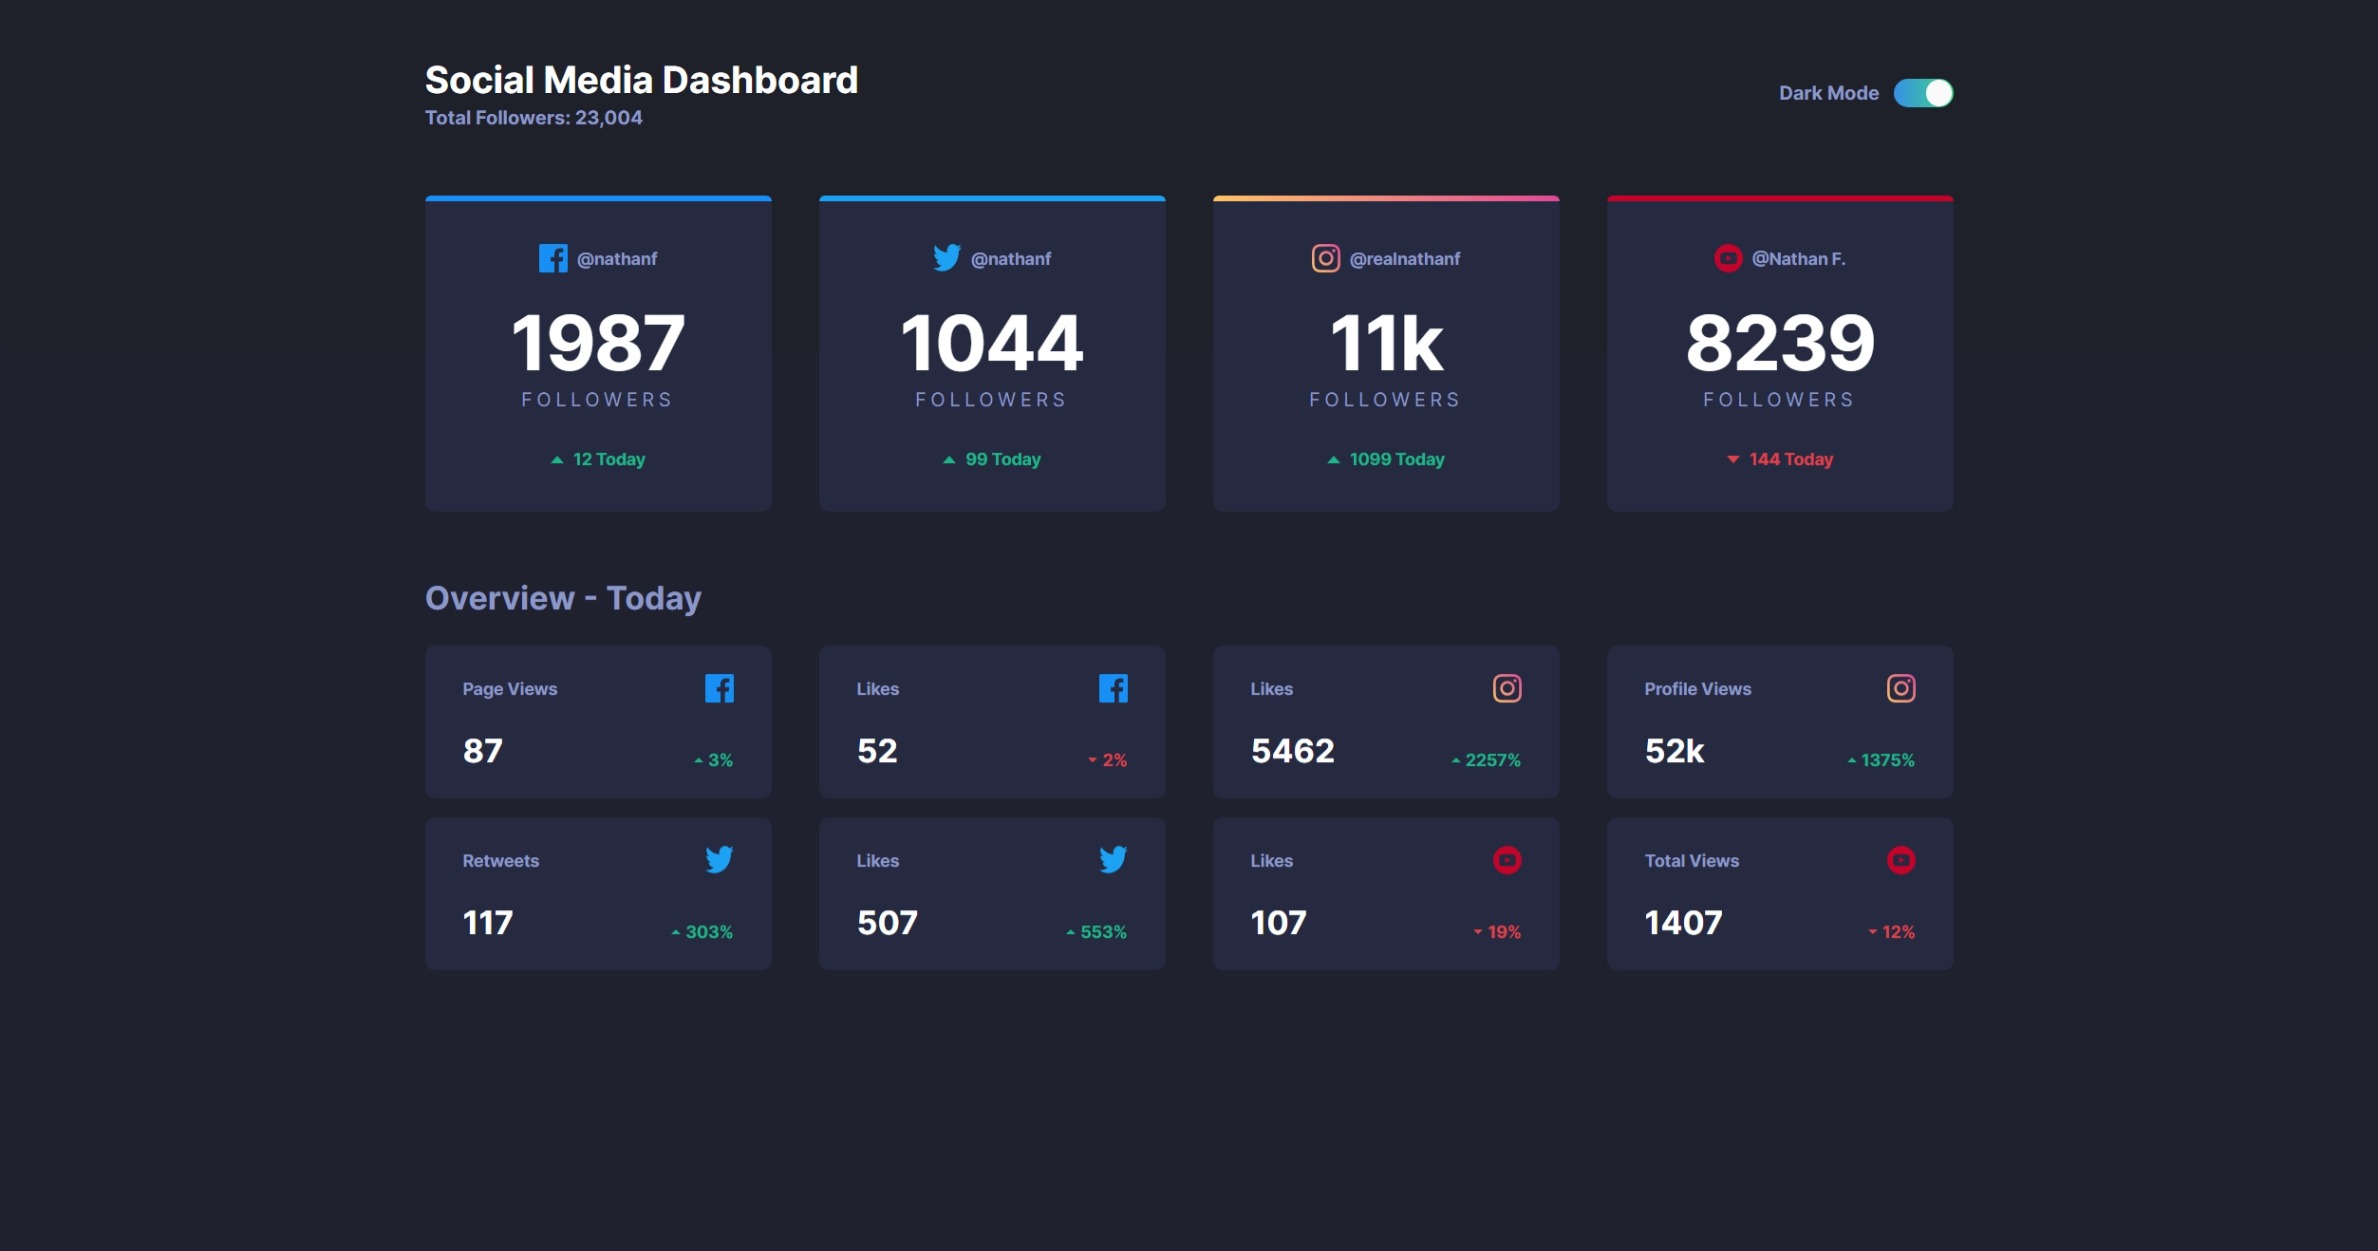 Social Media Dashboard
Total Followers: 23,004
Dark Mode
@nathanf
1987
FOLLOWERS
12 Today
@nathanf
1044
FOLLOWERS
99 Today
@realnathanf
11k
FOLLOWERS
1099 Today
@Nathan F.
8239
FOLLOWERS
144 Today
Overview - Today
Page Views
87
3%
Likes
52
2%
Likes
5462
2257%
Profile Views
52k
1375%
Retweets
117
303%
Likes
507
553%
Likes
107
19%
Total Views
1407
12%